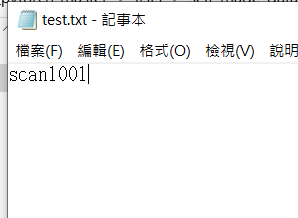 test.txt - 記事本
檔案(F) 編輯(E) 格式(O) 檢視(V) 說明
scan1001